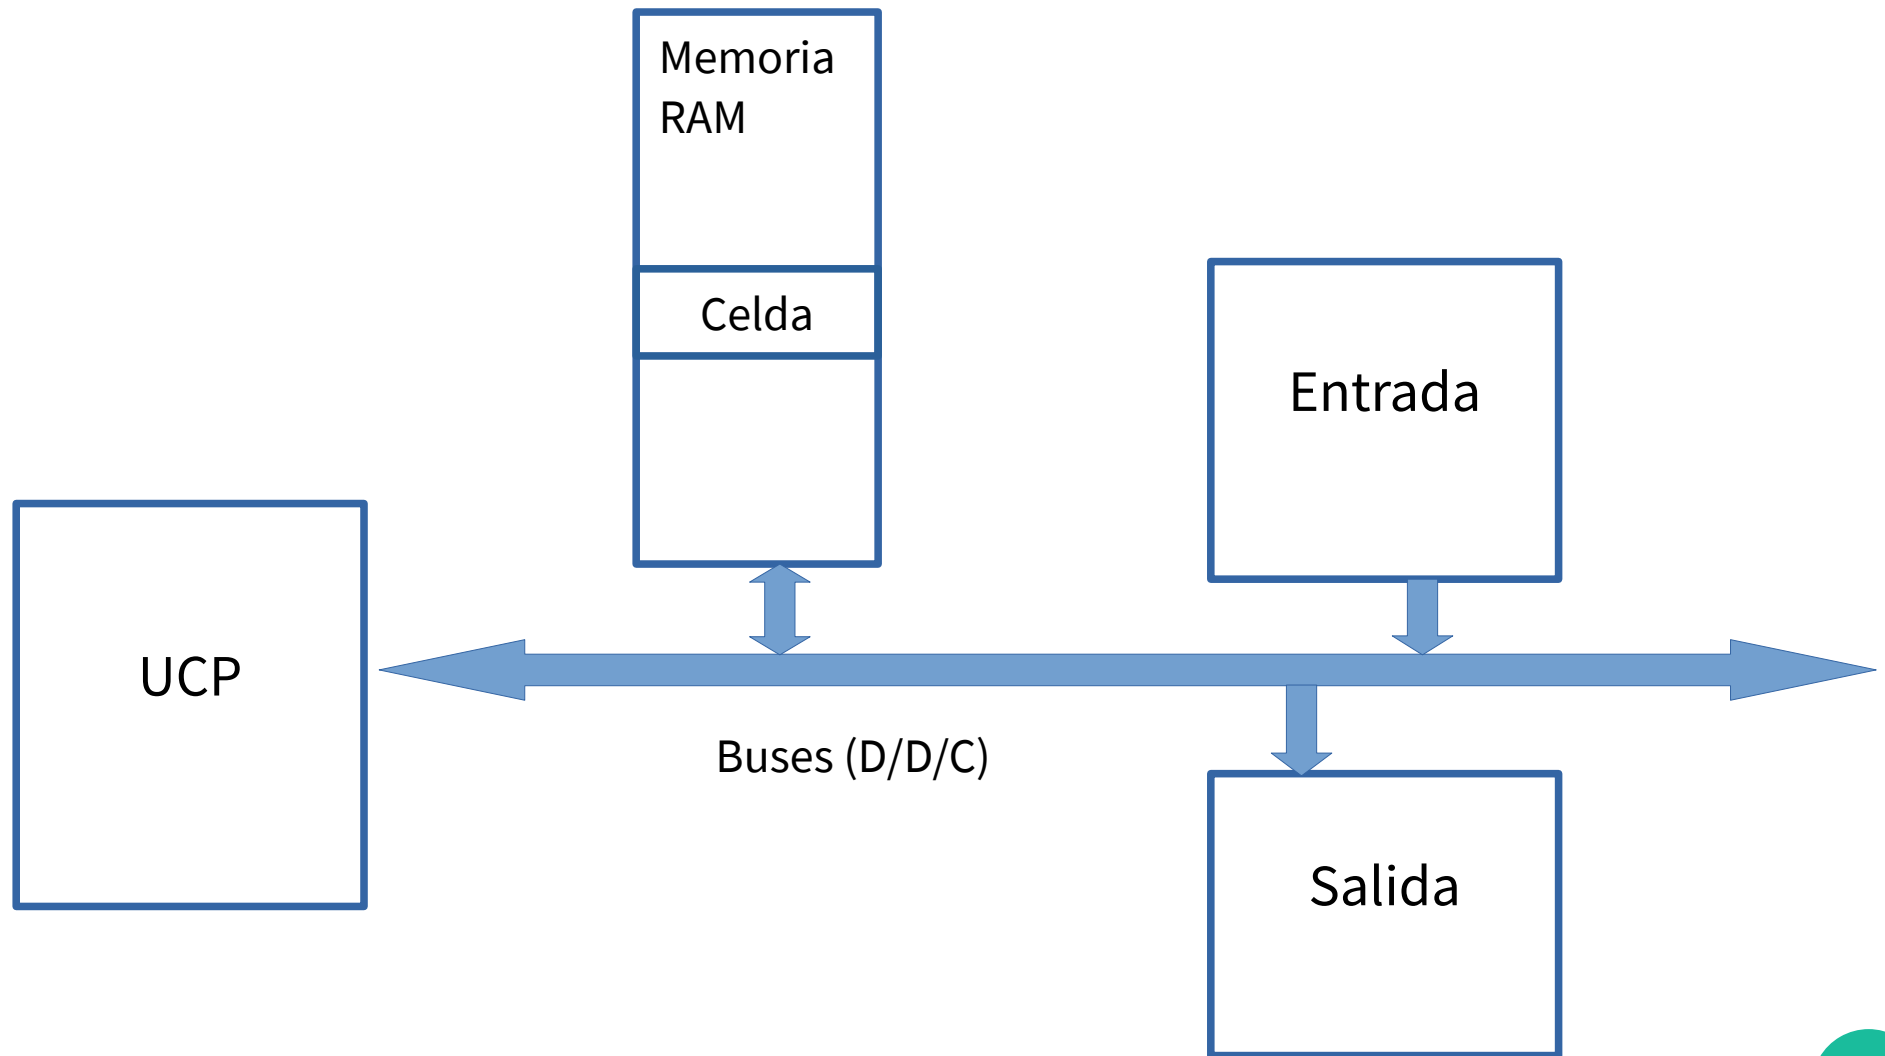 Memoria
RAM
Celda
Entrada
UCP
Buses (D/D/C)
Salida